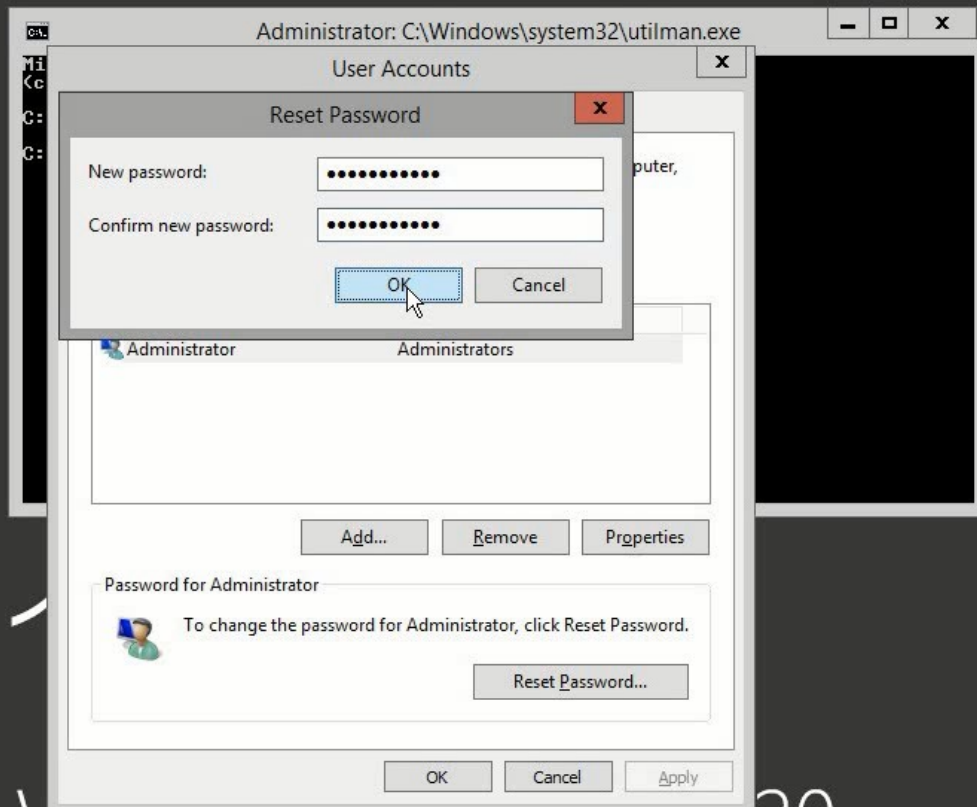 Administrator: C:\Windows\system32\utilman.exe
Mi
(c
C:
C:
User Accounts
Reset Password
New password: •••••••••••
Confirm new password: •••••••••••
OK Cancel
puter,
Administrator Administrators
Add... Remove Properties
Password for Administrator
To change the password for Administrator, click Reset Password.
Reset Password...
OK Cancel Apply